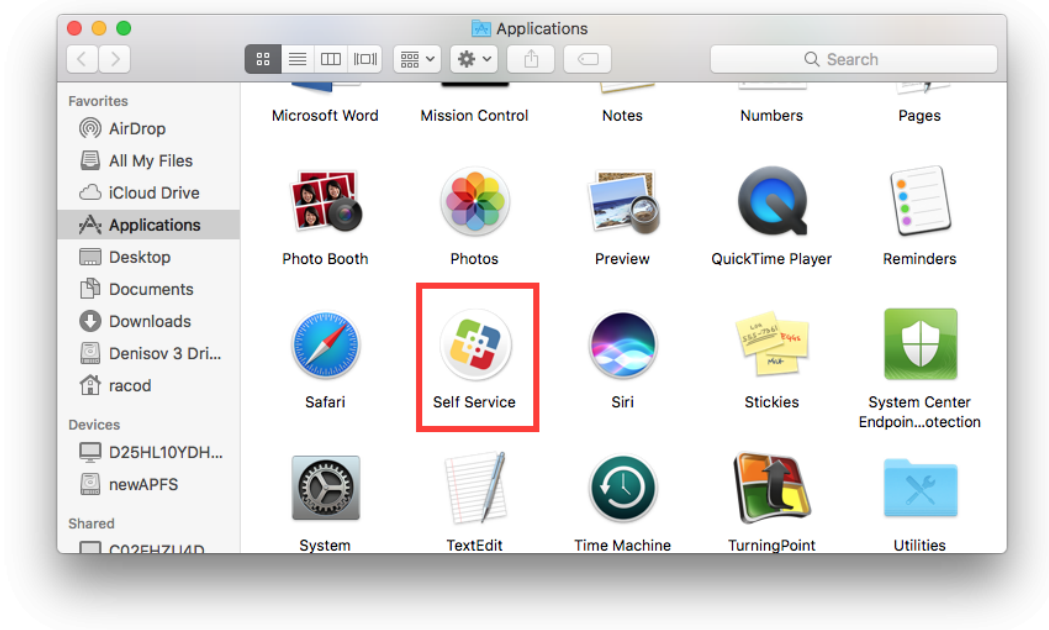 Applications
Search
Favorites
AirDrop
All My Files
iCloud Drive
Applications
Desktop
Documents
Downloads
Denisov 3 Dri...
racod
Devices
D25HL10YDH...
newAPFS
Shared
Microsoft Word
Mission Control
Notes
Numbers
Pages
Photo Booth
Photos
Preview
QuickTime Player
Reminders
Safari
Self Service
Siri
Stickies
System Center
Endpoin...otection
System
TextEdit
Time Machine
TurningPoint
Utilities